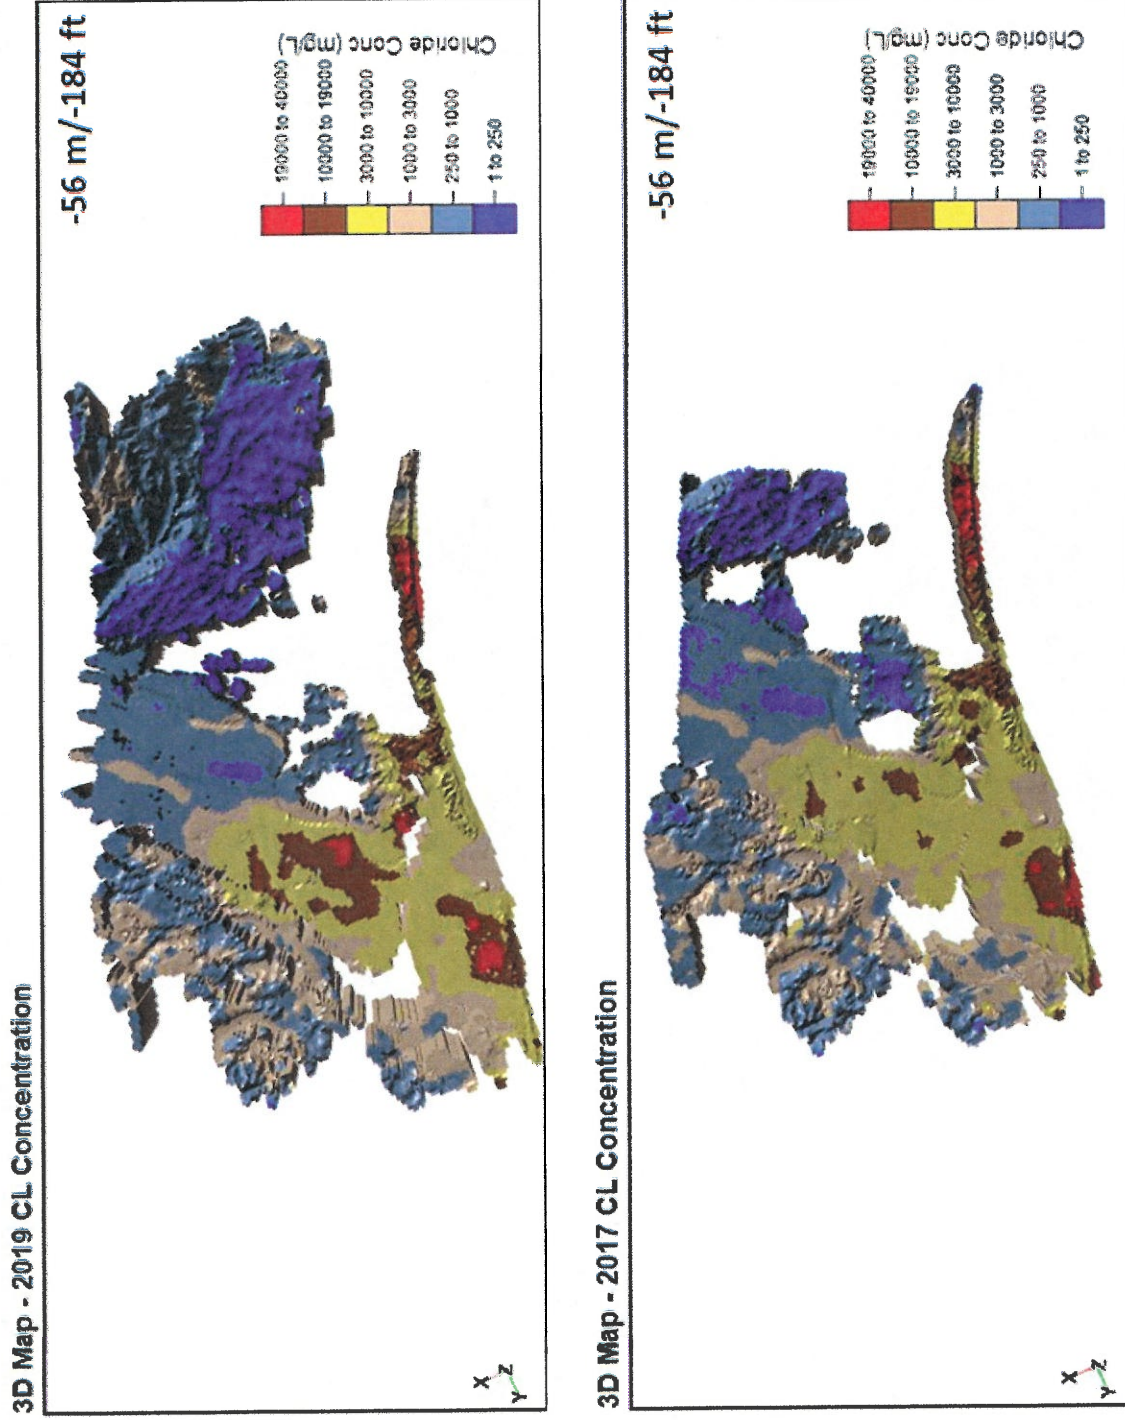 3D Map - 2019 CL Concentration
-56 m/-184 ft
Chloride Conc (mg/L)
19000 to 40000
10000 to 19000
3000 to 10000
1000 to 3000
250 to 1000
1 to 250
X
Z
Y
3D Map - 2017 CL Concentration
-56 m/-184 ft
Chloride Conc (mg/L)
19000 to 40000
10000 to 19000
3000 to 10000
1000 to 3000
250 to 1000
1 to 250
X
Z
Y